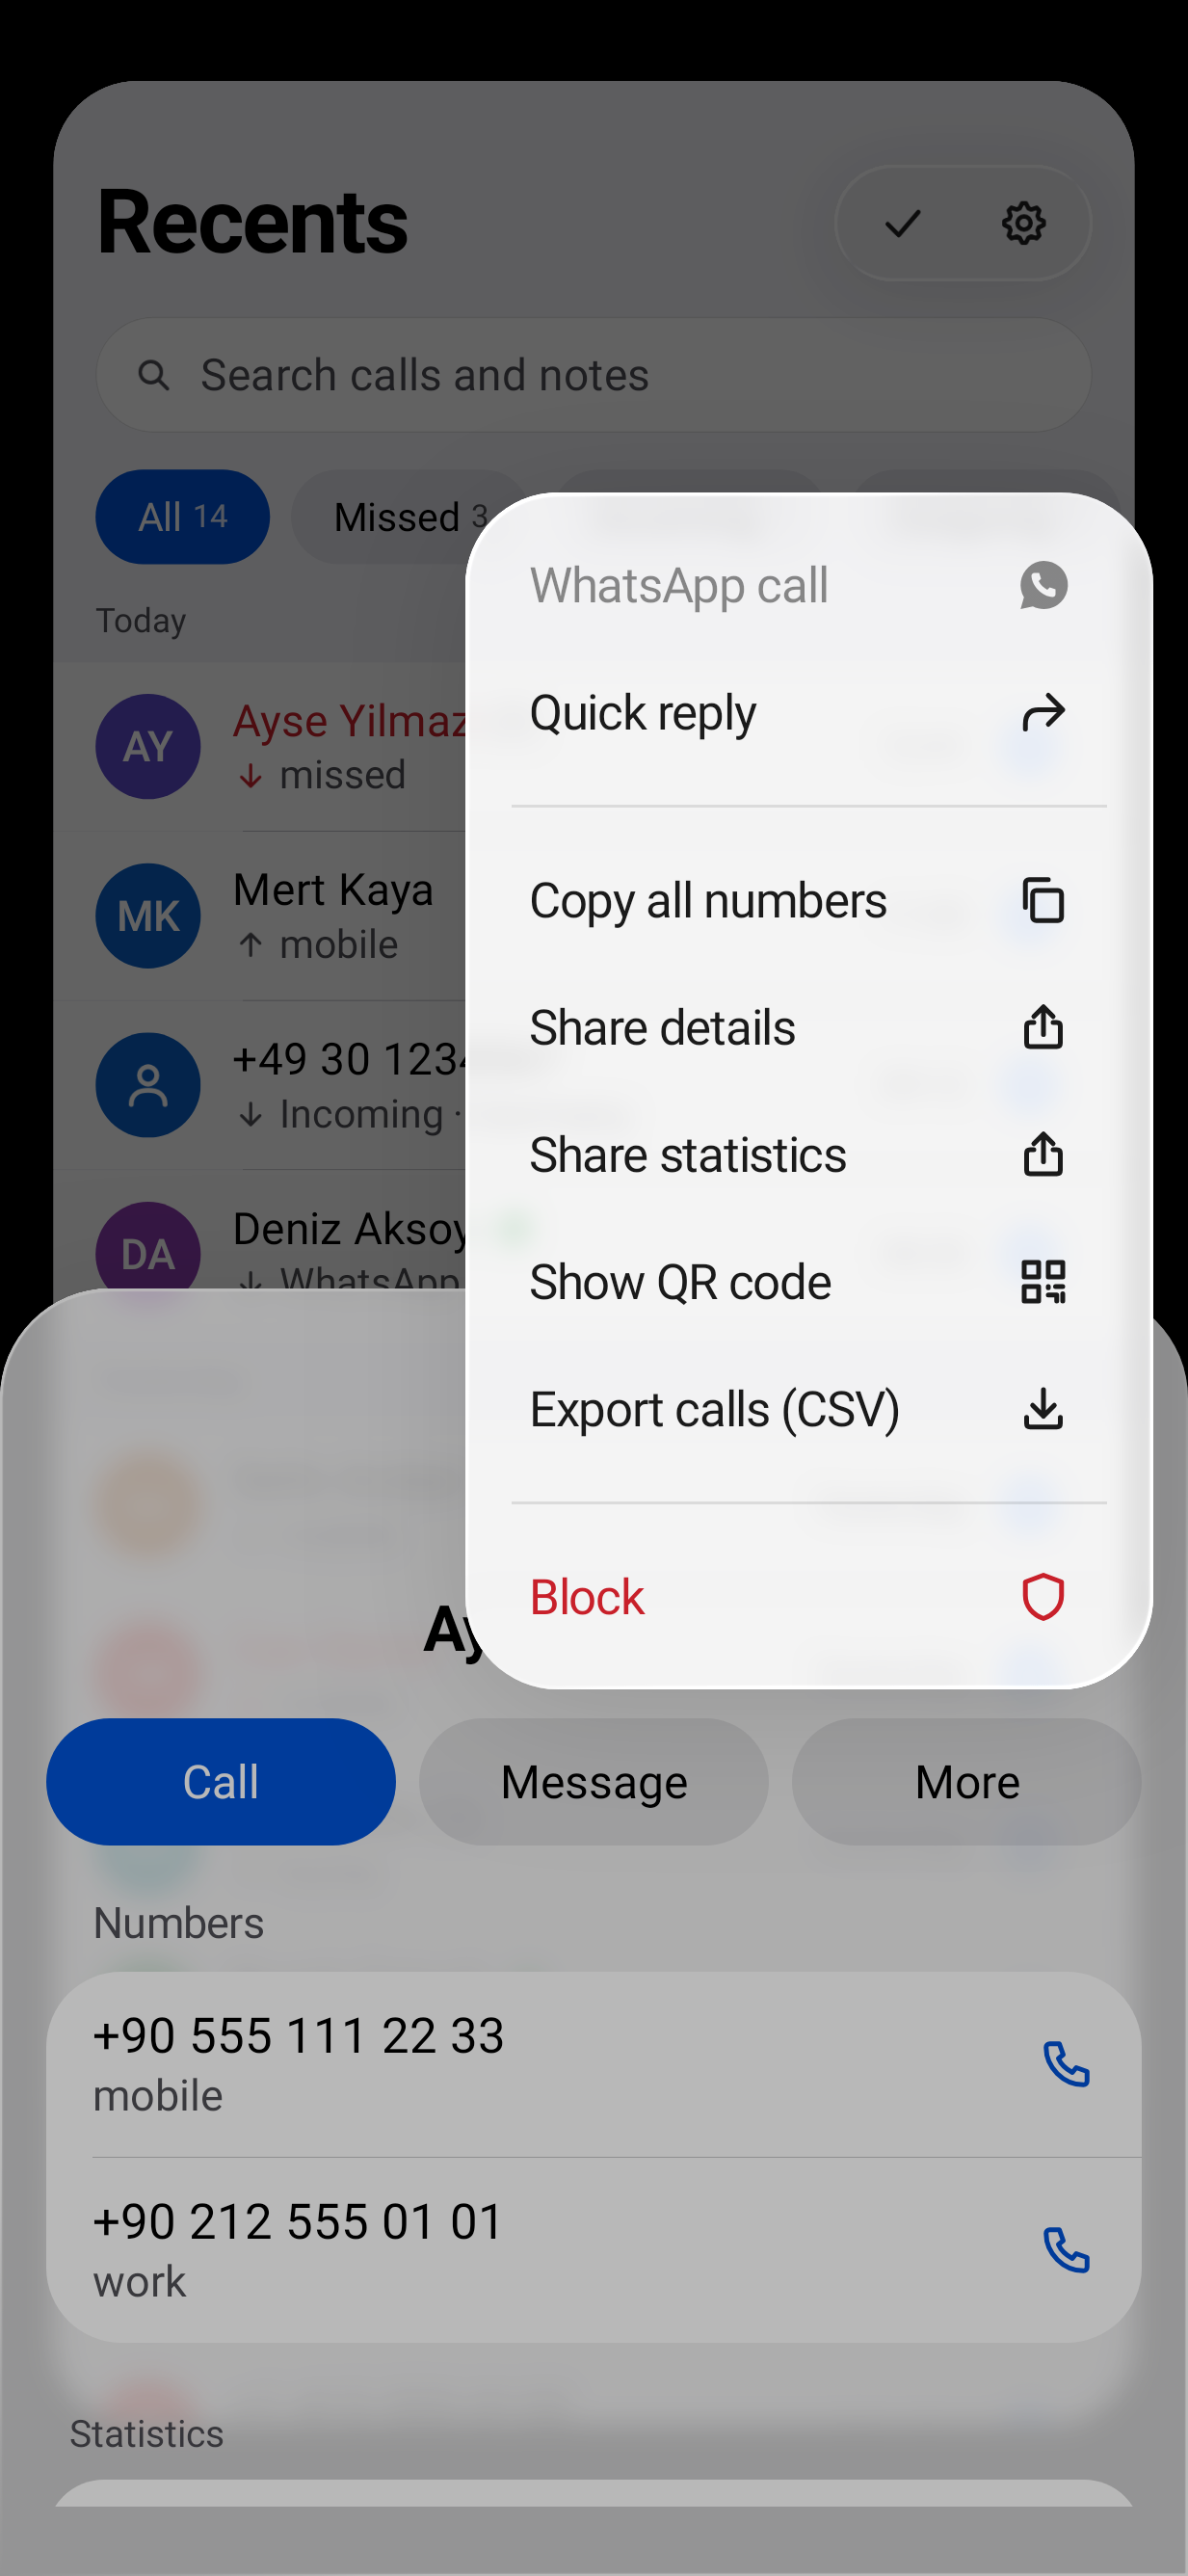 Recents
Search calls and notes
All 14
Missed 3
Today
AY
Ayse Yilmaz
missed
MK
Mert Kaya
mobile
+49 30 1234
Incoming ·
DA
Deniz Aksoy
WhatsApp
WhatsApp call
Quick reply
Copy all numbers
Share details
Share statistics
Show QR code
Export calls (CSV)
Block
Ay
Call
Message
More
Numbers
+90 555 111 22 33
mobile
+90 212 555 01 01
work
Statistics